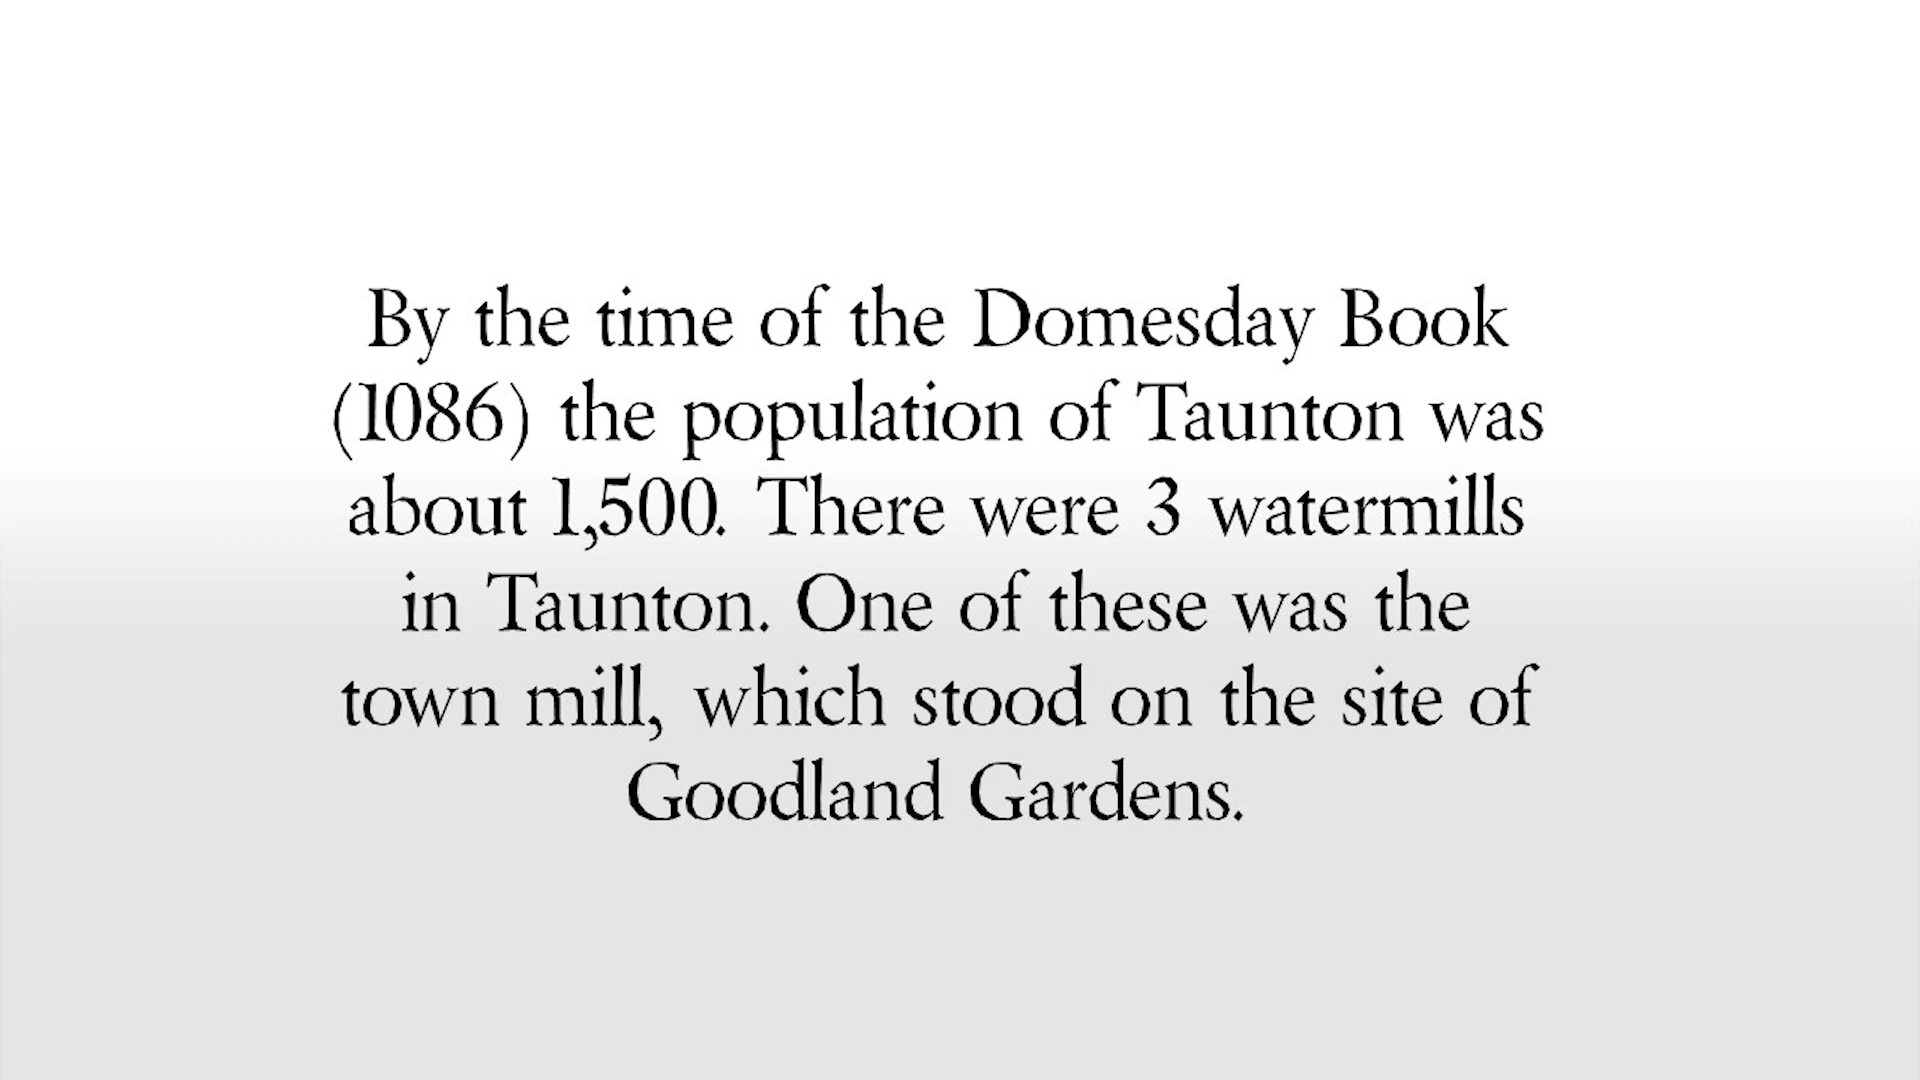 By the time of the Domesday Book
(1086) the population of Taunton was
about 1,500. There were 3 watermills
in Taunton. One of these was the
town mill, which stood on the site of
Goodland Gardens.